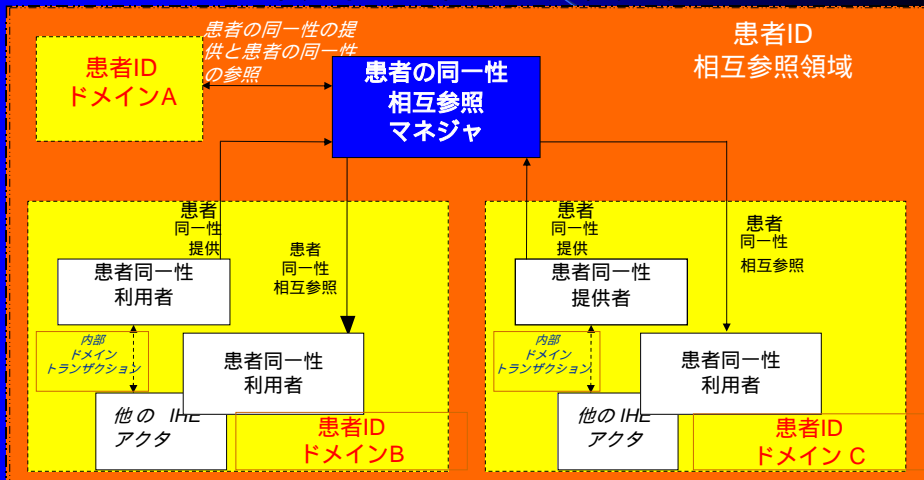 患者の同一性の提
供と患者の同一性
の参照
患者ID
相互参照領域
患者ID
ドメインA
患者の同一性
相互参照
マネジャ
患者
同一性
提供
患者
同一性
相互参照
患者同一性
利用者
内部
ドメイン
トランザクション
患者同一性
利用者
他の IHE
アクタ
患者ID
ドメインB
患者
同一性
提供
患者
同一性
相互参照
患者同一性
提供者
内部
ドメイン
トランザクション
患者同一性
利用者
他の IHE
アクタ
患者ID
ドメイン C